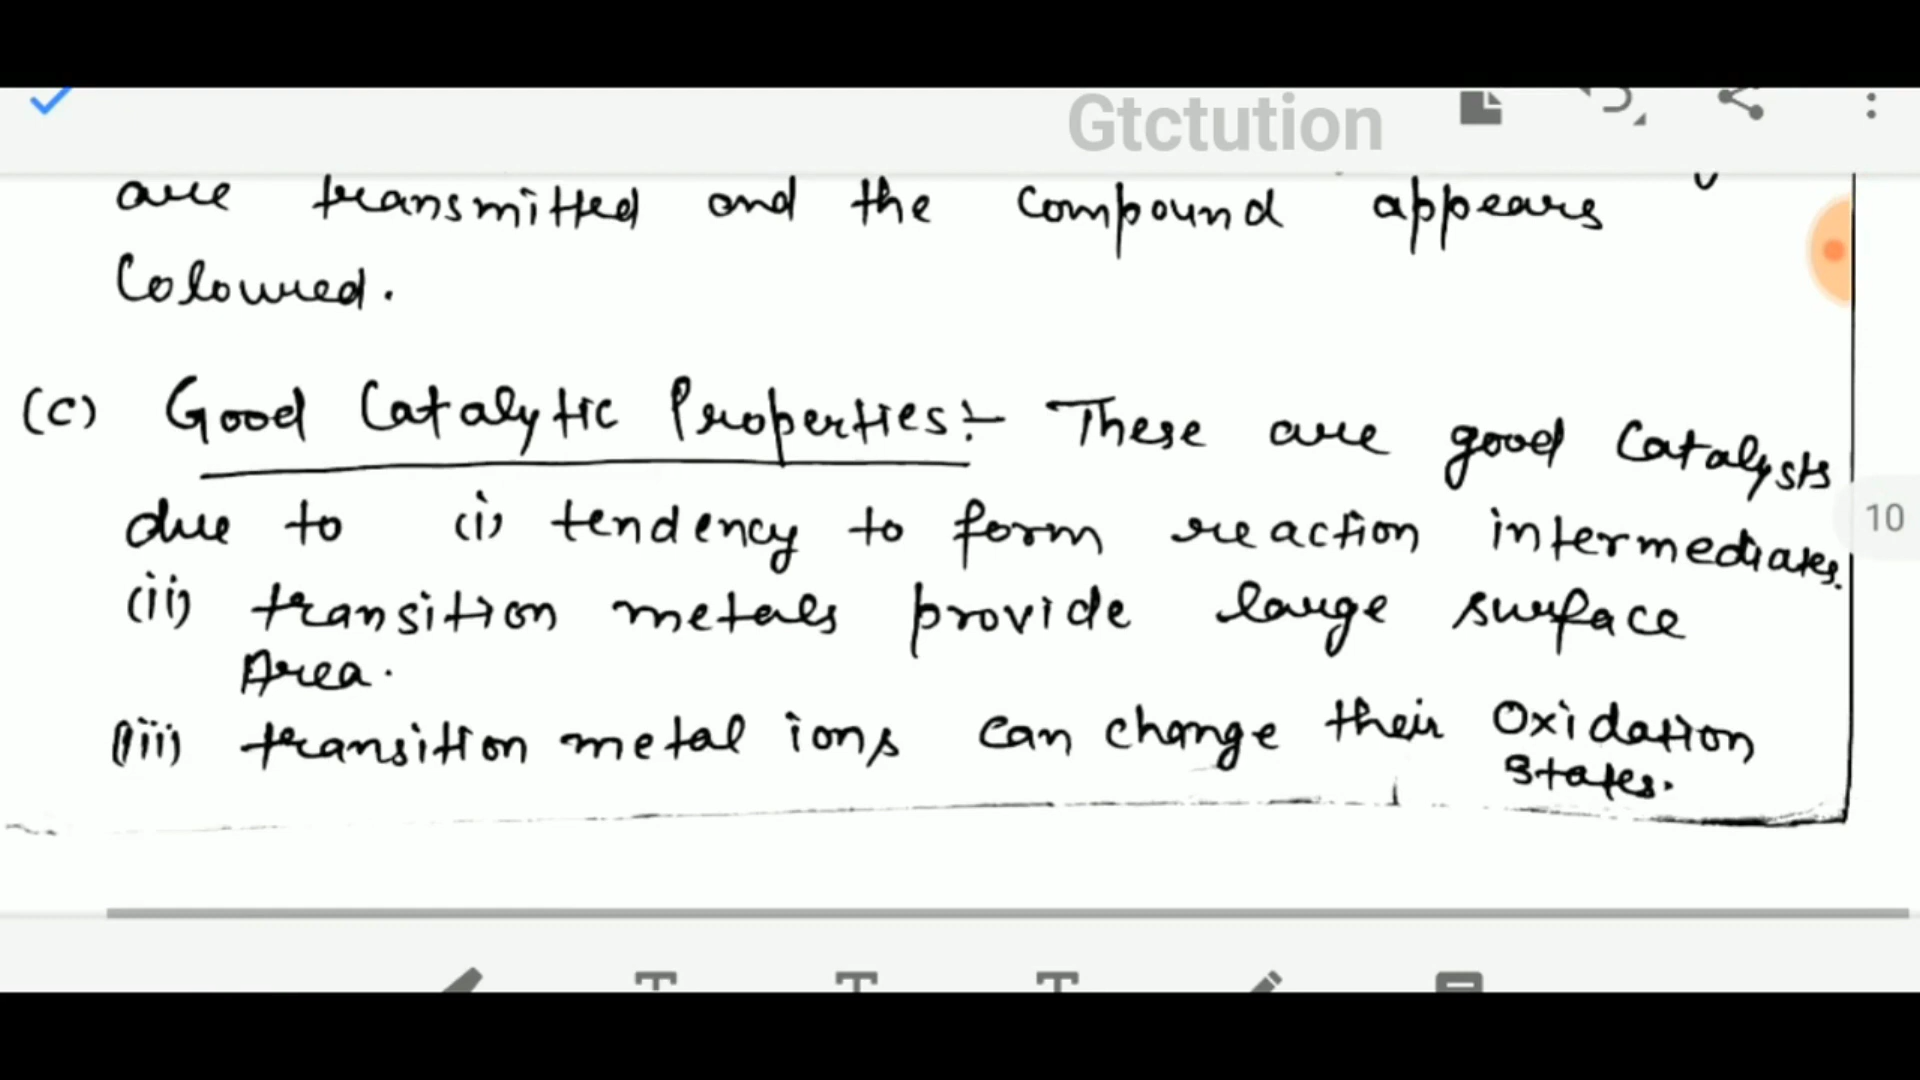 Gtctution
are transmitted and the compound appears
Coloured.
(c) Good Catalytic Properties:- These are good Catalysts
due to (i) tendency to form reaction intermediates.
(ii) transition metals provide large surface
Area.
(iii) transition metal ions can change their Oxidation
states.
10